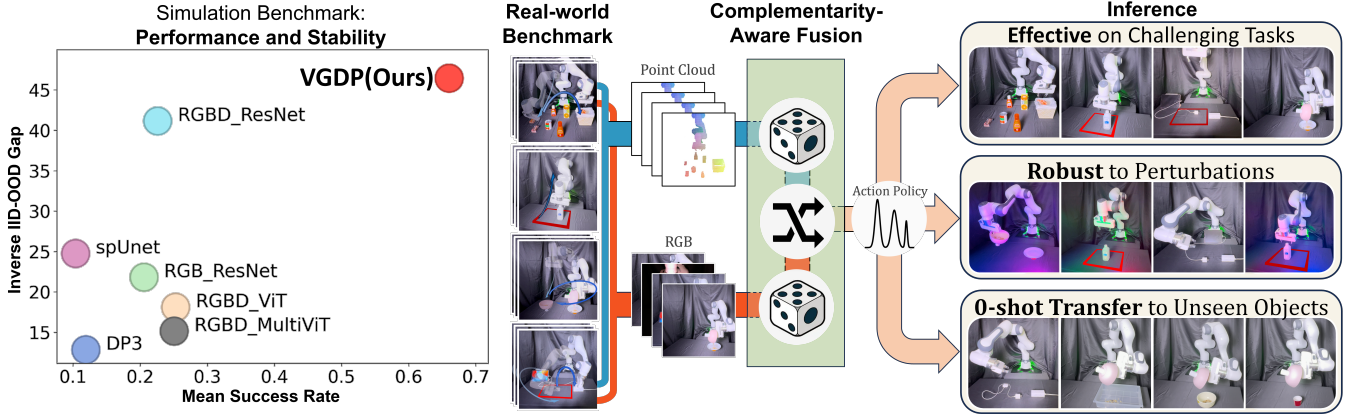 Simulation Benchmark:
Performance and Stability
Inverse IID-OOD Gap
45
40
35
30
25
20
15
VGDP(Ours)
RGBD_ResNet
spUnet
RGB_ResNet
RGBD_ViT
RGBD_MultiViT
DP3
0.1
0.2
0.3
0.4
0.5
0.6
0.7
Mean Success Rate
Real-world
Benchmark
Point Cloud
RGB
Complementarity-
Aware Fusion
Action Policy
Inference
Effective on Challenging Tasks
Robust to Perturbations
0-shot Transfer to Unseen Objects